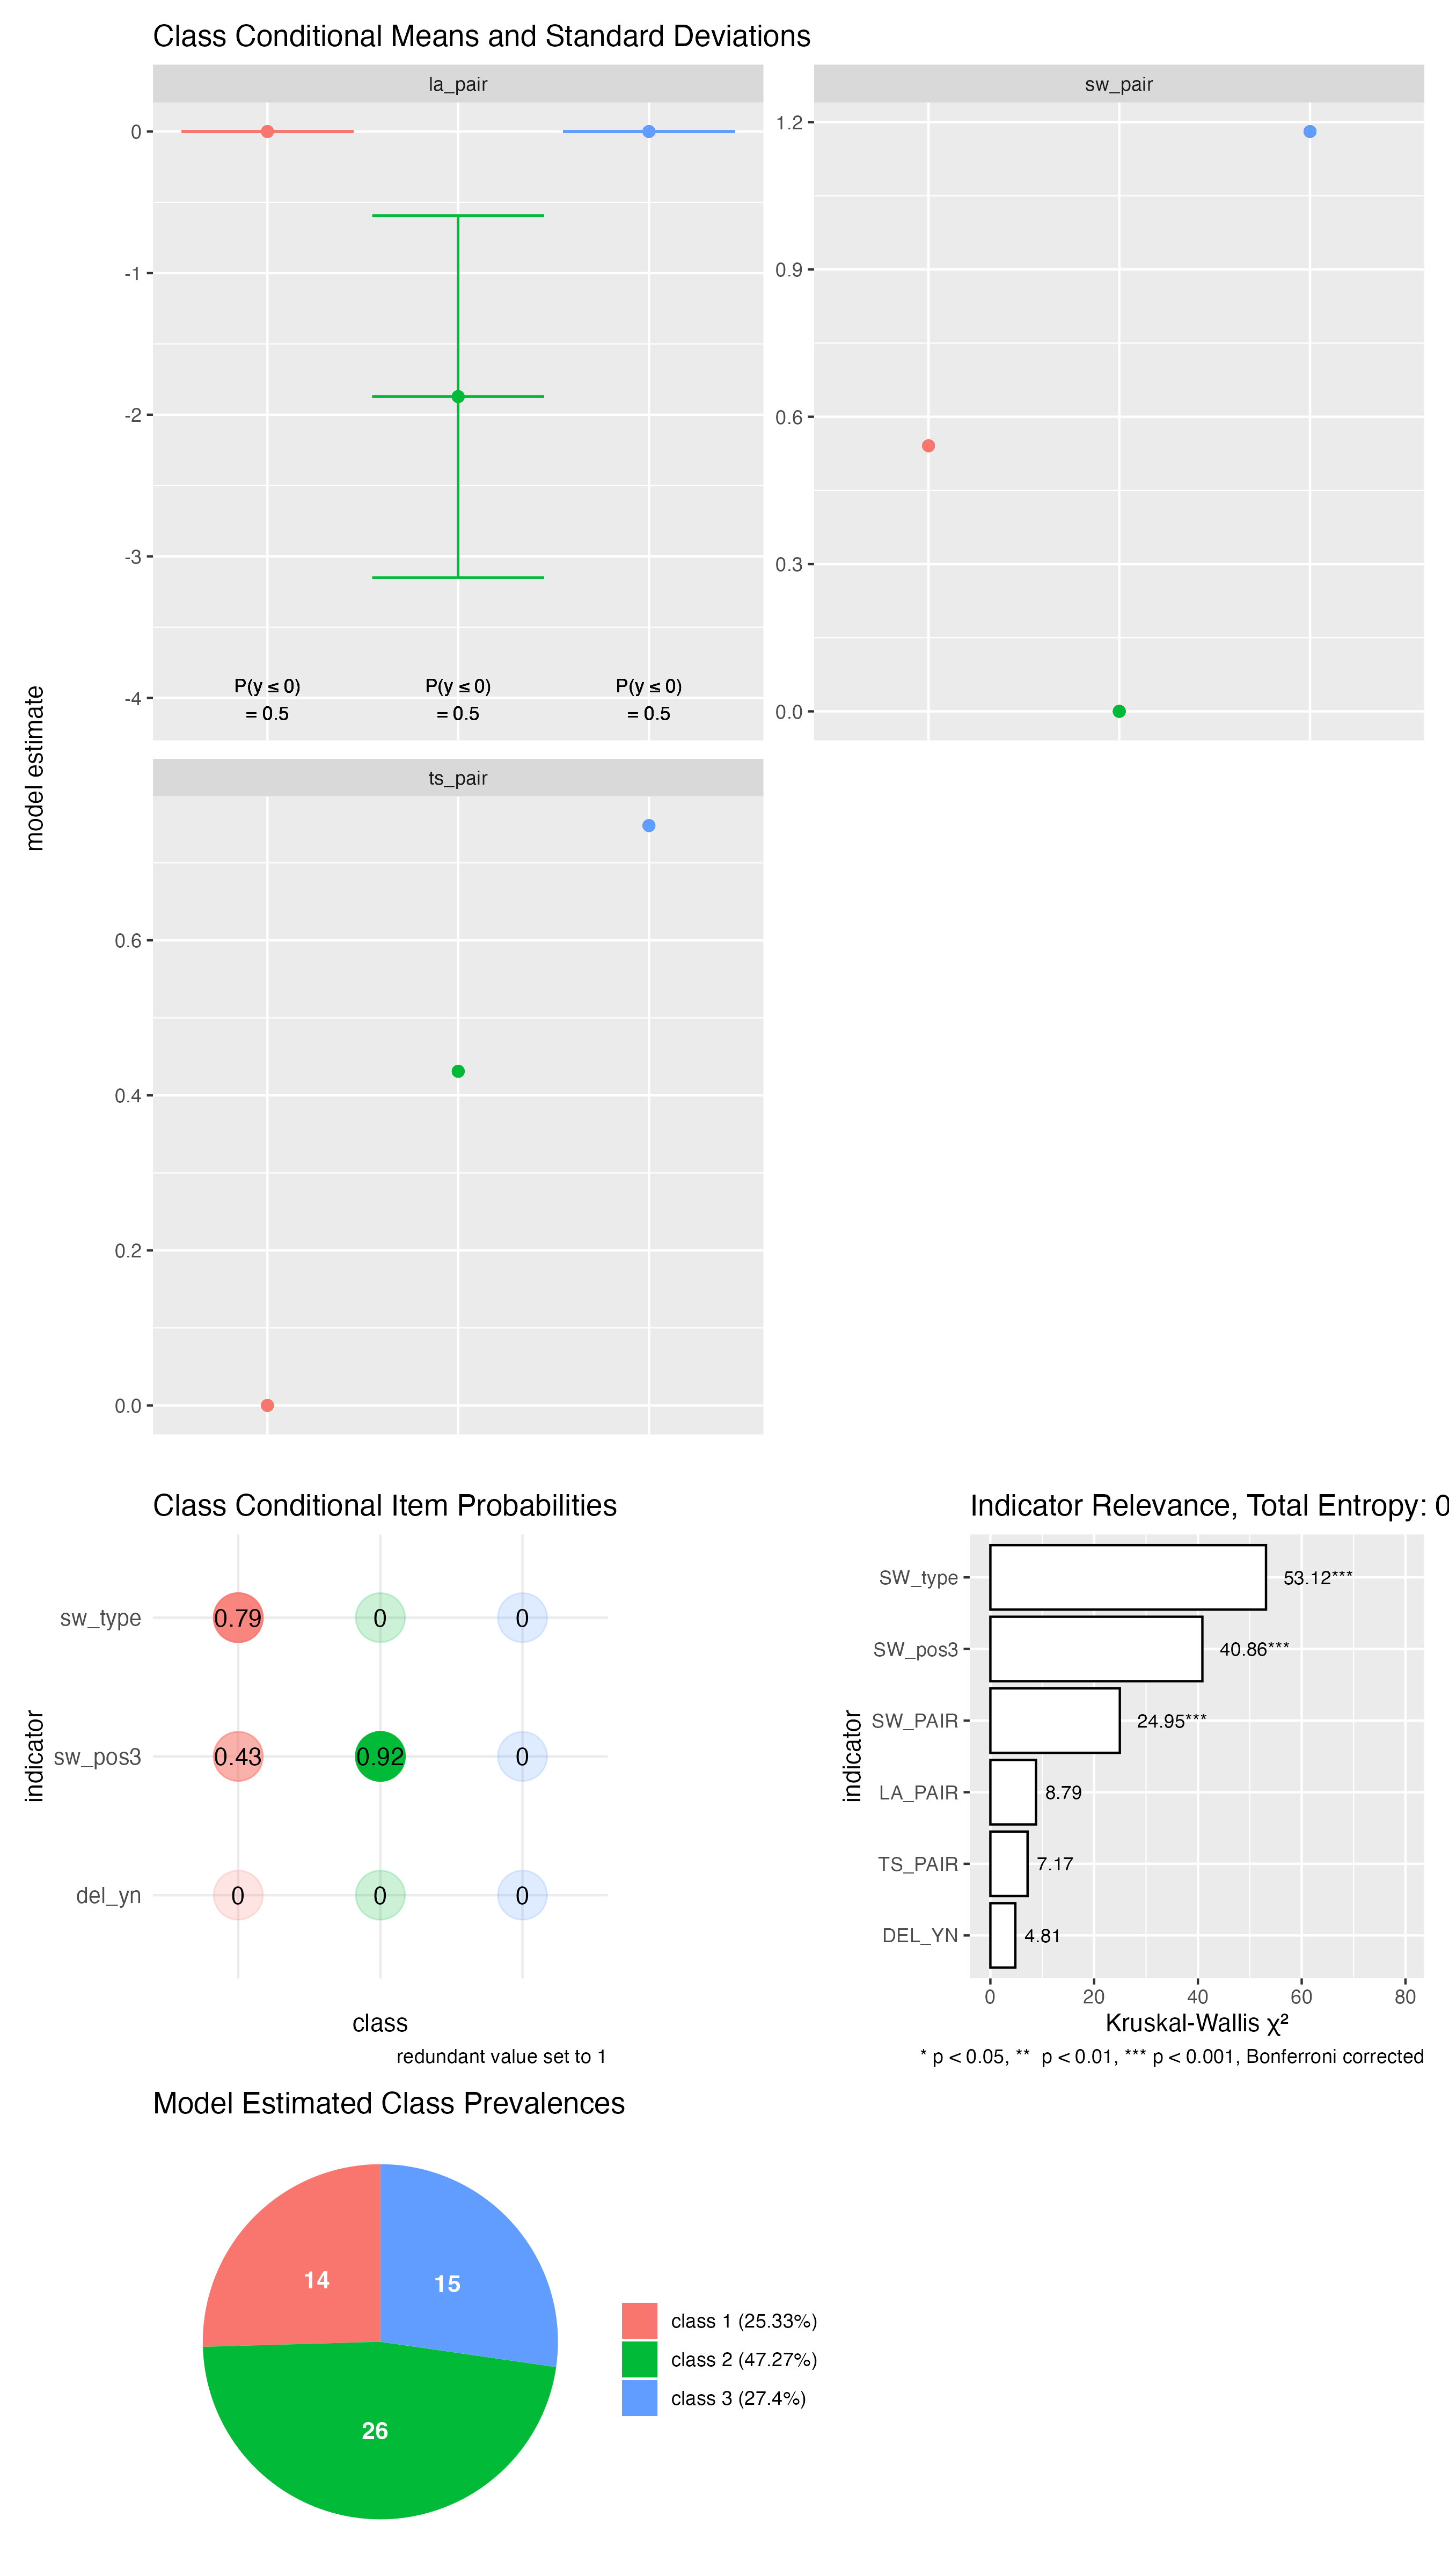 Class Conditional Means and Standard Deviations
la_pair
sw_pair
0
-1
-2
-3
-4
P(y ≤ 0)
= 0.5
P(y ≤ 0)
= 0.5
P(y ≤ 0)
= 0.5
1.2
0.9
0.6
0.3
0.0
model estimate
ts_pair
0.6
0.4
0.2
0.0
Class Conditional Item Probabilities
indicator
sw_type
0.79
0
0
sw_pos3
0.43
0.92
0
del_yn
0
0
0
class
redundant value set to 1
Indicator Relevance, Total Entropy: 0
indicator
SW_type
53.12***
SW_pos3
40.86***
SW_PAIR
24.95***
LA_PAIR
8.79
TS_PAIR
7.17
DEL_YN
4.81
0 20 40 60 80
Kruskal-Wallis χ²
* p < 0.05, ** p < 0.01, *** p < 0.001, Bonferroni corrected
Model Estimated Class Prevalences
14
15
26
class 1 (25.33%)
class 2 (47.27%)
class 3 (27.4%)